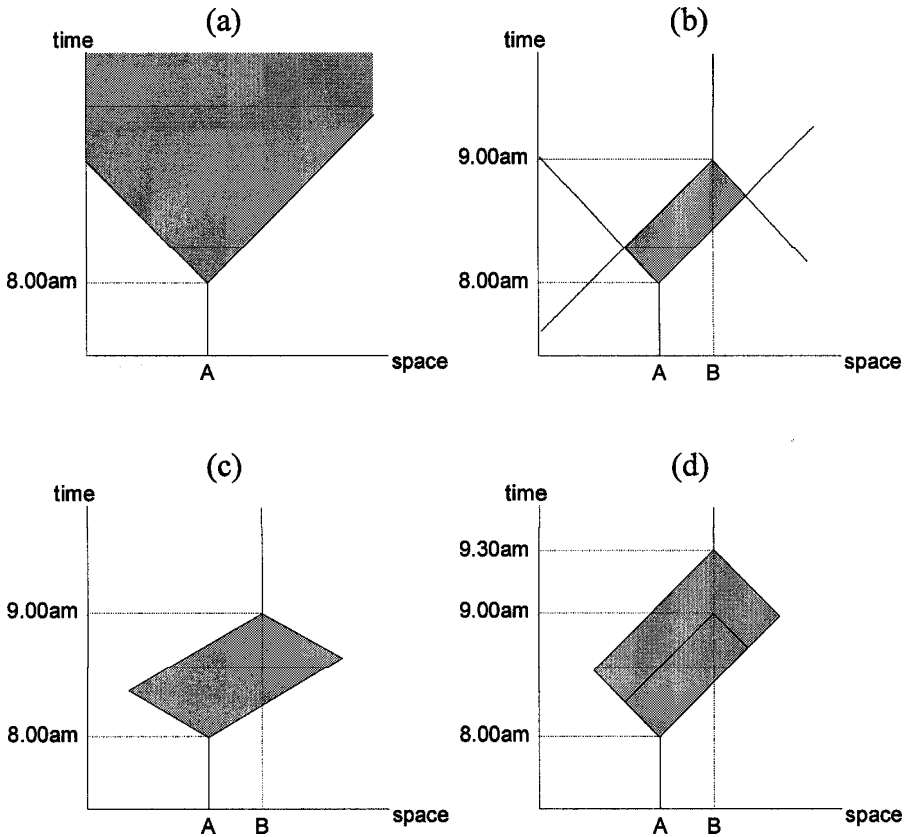 (a)
time
8.00am
A
space
(b)
time
9.00am
8.00am
A B
space
(c)
time
9.00am
8.00am
A B
space
(d)
time
9.30am
9.00am
8.00am
A B
space